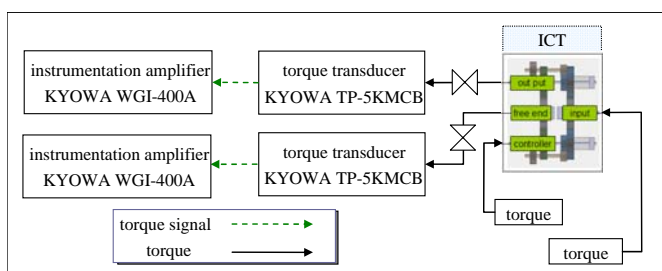 ICT
instrumentation amplifier
KYOWA WGI-400A
torque transducer
KYOWA TP-5KMCB
out put
free end
input
controller
instrumentation amplifier
KYOWA WGI-400A
torque transducer
KYOWA TP-5KMCB
torque signal
torque
torque
torque